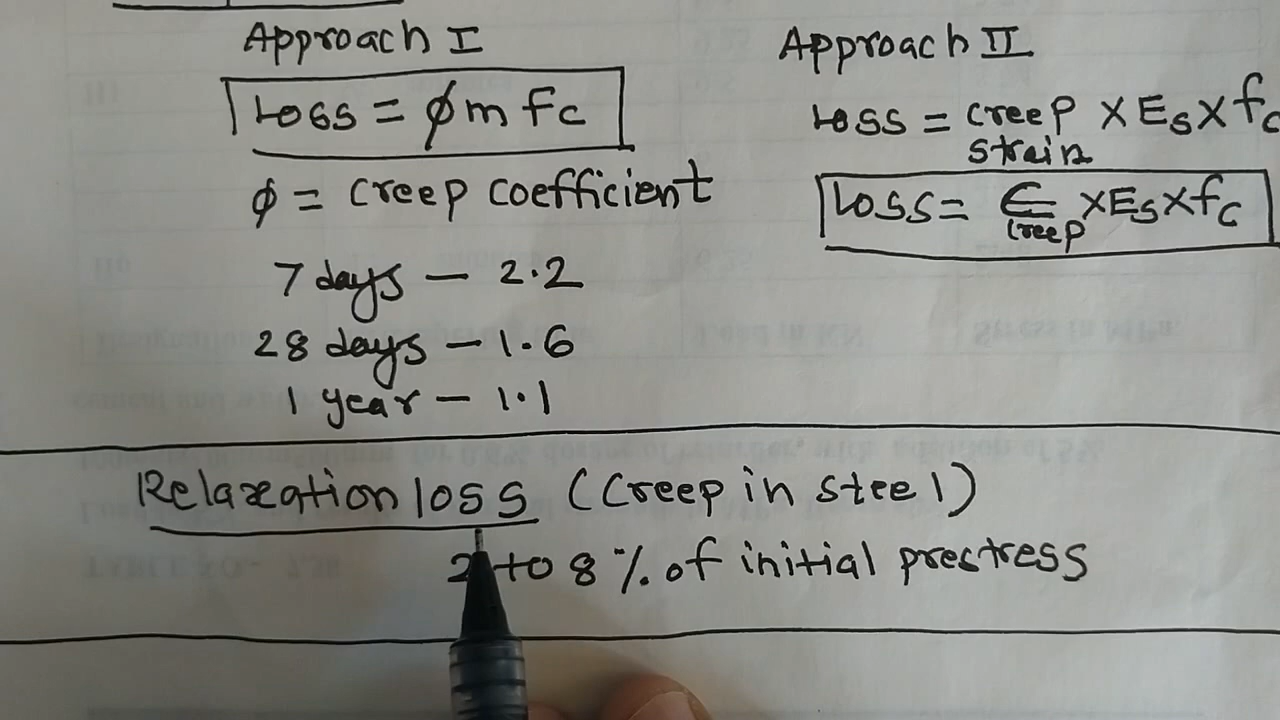 Approach I
Loss = ϕ m fc
ϕ = creep coefficient
7 days – 2.2
28 days – 1.6
1 year – 1.1
Approach II
Loss = creep strain × Es × fc
Loss = ∈creep × Es × fc
Relaxation loss (Creep in steel)
2 to 8 % of initial prestress